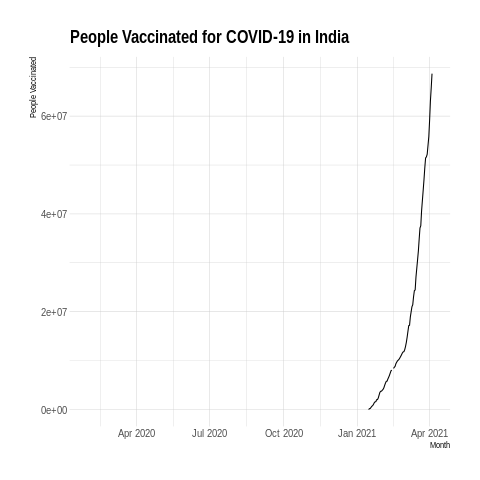 People Vaccinated for COVID-19 in India
People Vaccinated
6e+07
4e+07
2e+07
0e+00
Apr 2020 Jul 2020 Oct 2020 Jan 2021 Apr 2021
Month